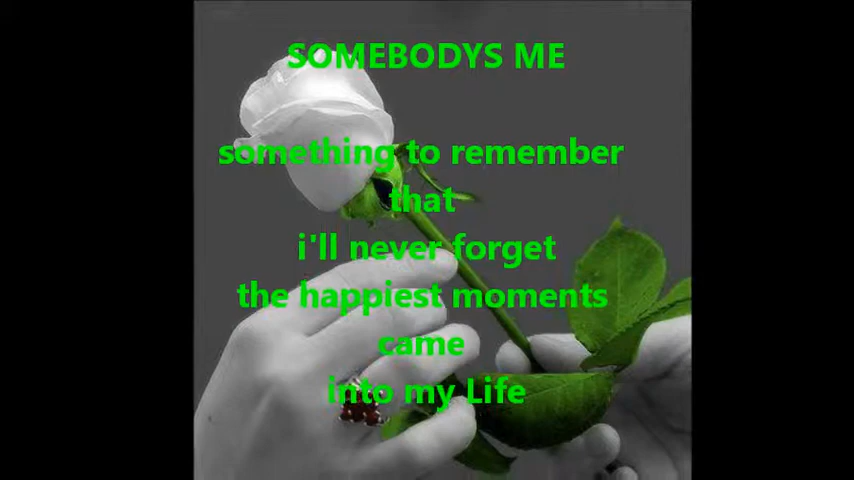 SOMEBODYS ME
something to remember
that
i'll never forget
the happiest moments
came
into my Life